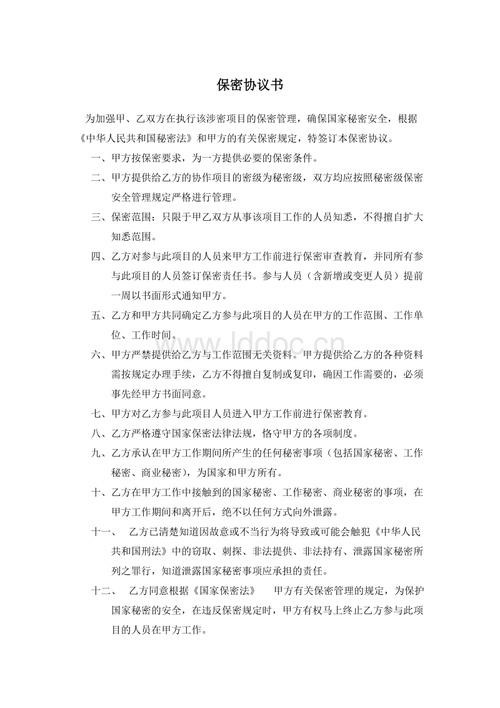 保密协议书
为加强甲、乙双方在执行该涉密项目的保密管理，确保国家秘密安全，根据
《中华人民共和国秘密法》和甲方的有关保密规定，特签订本保密协议。
一、甲方按保密要求，为一方提供必要的保密条件。
二、甲方提供给乙方的协作项目的密级为秘密级，双方均应按照秘密级保密
安全管理规定严格进行管理。
三、保密范围：只限于甲乙双方从事该项目工作的人员知悉，不得擅自扩大
知悉范围。
四、乙方对参与此项目的人员来甲方工作前进行保密审查教育，并同所有参
与此项目的人员签订保密责任书。参与人员（含新增或变更人员）提前
一周以书面形式通知甲方。
五、乙方和甲方共同确定乙方参与此项目的人员在甲方的工作范围、工作单
位、工作时间。
www.lddoc.cn
六、甲方严禁提供给乙方与工作范围无关资料。甲方提供给乙方的各种资料
需按规定办理手续，乙方不得擅自复制或复印，确因工作需要的，必须
事先经甲方书面同意。
七、甲方对乙方参与此项目人员进入甲方工作前进行保密教育。
八、乙方严格遵守国家保密法律法规，恪守甲方的各项制度。
九、乙方承认在甲方工作期间所产生的任何秘密事项（包括国家秘密、工作
秘密、商业秘密），为国家和甲方所有。
十、乙方在甲方工作中接触到的国家秘密、工作秘密、商业秘密的事项，在
甲方工作期间和离开后，绝不以任何方式向外泄露。
十一、 乙方已清楚知道因故意或不当行为将导致或可能会触犯《中华人民
共和国刑法》中的窃取、刺探、非法提供、非法持有、泄露国家秘密所
列之罪行，知道泄露国家秘密事项应承担的责任。
十二、 乙方同意根据《国家保密法》 甲方有关保密管理的规定，为保护
国家秘密的安全，在违反保密规定时，甲方有权马上终止乙方参与此项
目的人员在甲方工作。